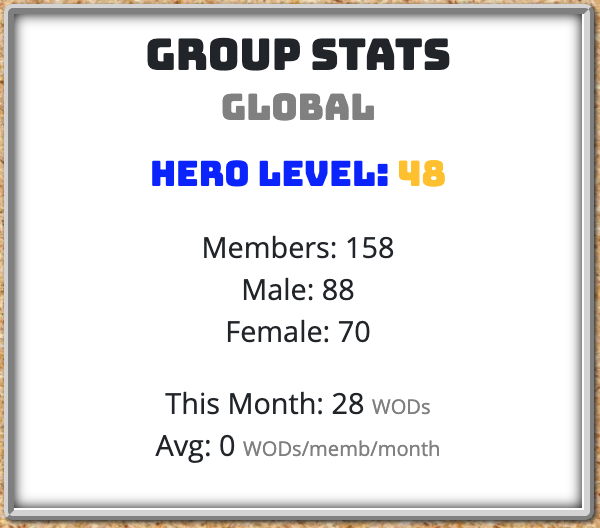 GROUP STATS
GLOBAL
HERO LEVEL: 48
Members: 158
Male: 88
Female: 70
This Month: 28 WODs
Avg: 0 WODs/memb/month